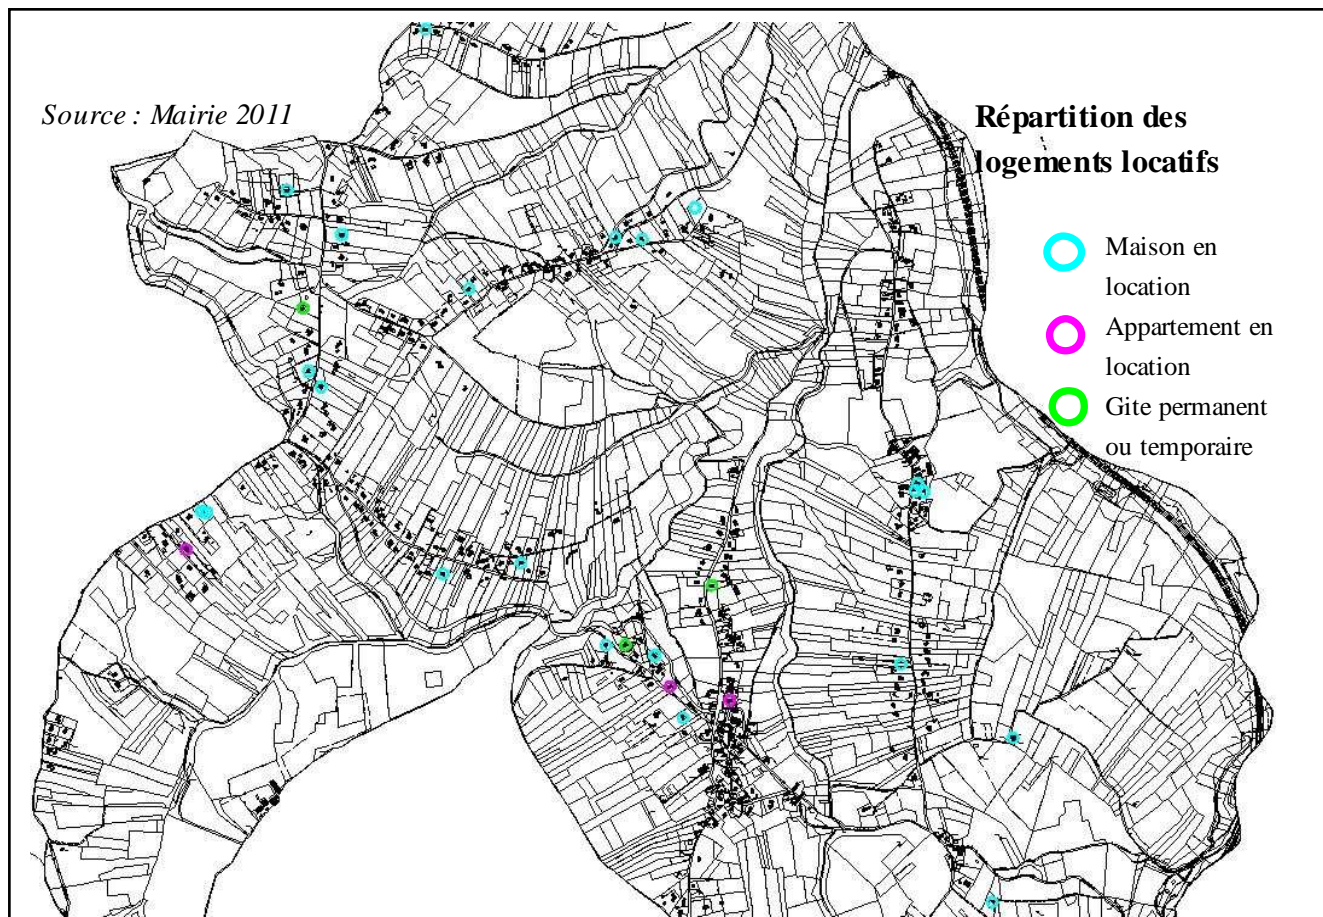 Source : Mairie 2011
Répartition des
logements locatifs
Maison en
location
Appartement en
location
Gite permanent
ou temporaire